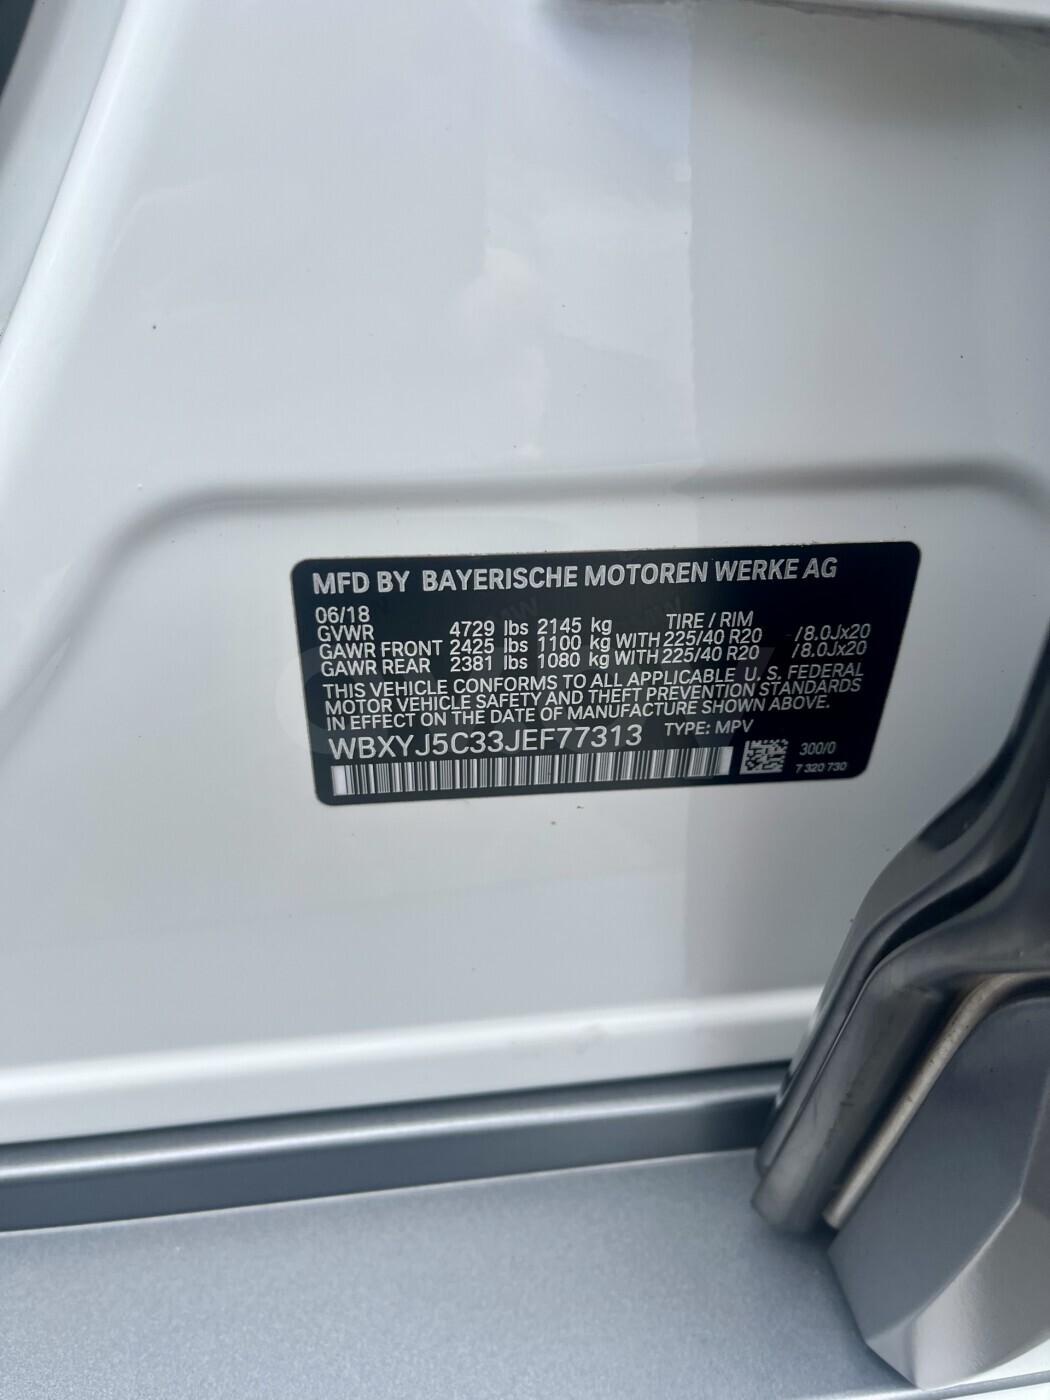 MFD BY BAYERISCHE MOTOREN WERKE AG
06/18
GVWR 4729 lbs 2145 kg TIRE / RIM
GAWR FRONT 2425 lbs 1100 kg WITH 225/40 R20 /8.0Jx20
GAWR REAR 2381 lbs 1080 kg WITH 225/40 R20 /8.0Jx20
THIS VEHICLE CONFORMS TO ALL APPLICABLE U. S. FEDERAL
MOTOR VEHICLE SAFETY AND THEFT PREVENTION STANDARDS
IN EFFECT ON THE DATE OF MANUFACTURE SHOWN ABOVE.
WBXYJ5C33JEF77313 TYPE: MPV
300/0
7 320 730